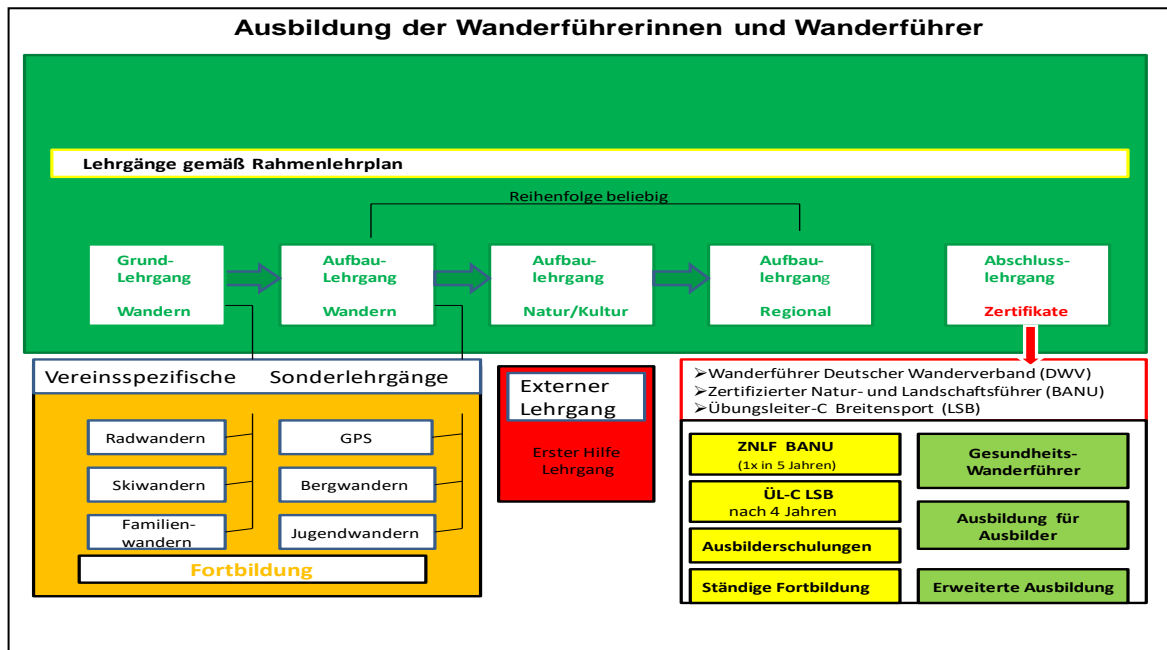 Ausbildung der Wanderführerinnen und Wanderführer
Lehrgänge gemäß Rahmenlehrplan
Reihenfolge beliebig
Grund-
Lehrgang
Wandern
Aufbau-
Lehrgang
Wandern
Aufbau-
lehrgang
Natur/Kultur
Aufbau-
lehrgang
Regional
Abschluss-
lehrgang
Zertifikate
Vereinsspezifische Sonderlehrgänge
Radwandern
Skiwandern
Familien-
wandern
GPS
Bergwandern
Jugendwandern
Fortbildung
Externer
Lehrgang
Erster Hilfe
Lehrgang
➢Wanderführer Deutscher Wanderverband (DWV)
➢Zertifizierter Natur- und Landschaftsführer (BANU)
➢Übungsleiter-C Breitensport (LSB)
ZNLF BANU
(1x in 5 Jahren)
ÜL-C LSB
nach 4 Jahren
Ausbilderschulungen
Ständige Fortbildung
Gesundheits-
Wanderführer
Ausbildung für
Ausbilder
Erweiterte Ausbildung